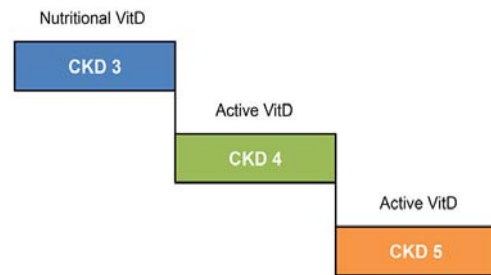 Nutritional VitD
CKD 3
Active VitD
CKD 4
Active VitD
CKD 5